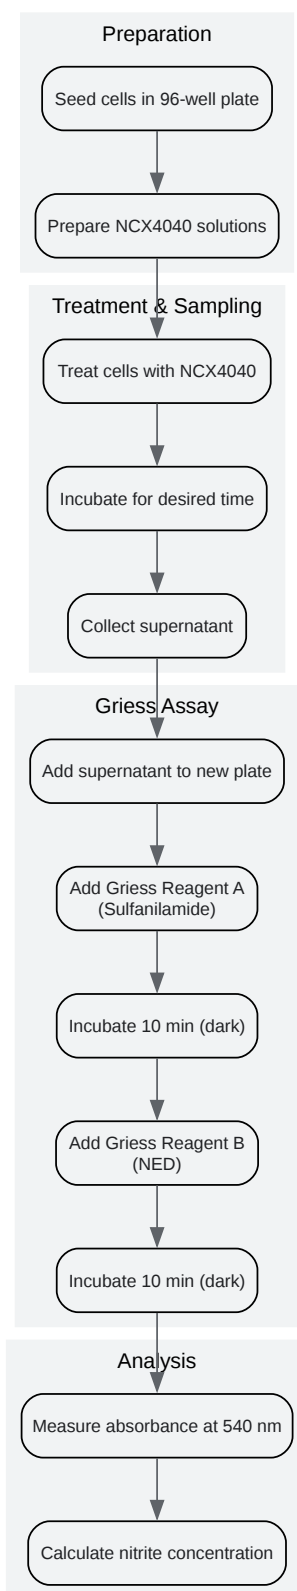 Preparation
Seed cells in 96-well plate
Prepare NCX4040 solutions
Treatment & Sampling
Treat cells with NCX4040
Incubate for desired time
Collect supernatant
Griess Assay
Add supernatant to new plate
Add Griess Reagent A
(Sulfanilamide)
Incubate 10 min (dark)
Add Griess Reagent B
(NED)
Incubate 10 min (dark)
Analysis
Measure absorbance at 540 nm
Calculate nitrite concentration